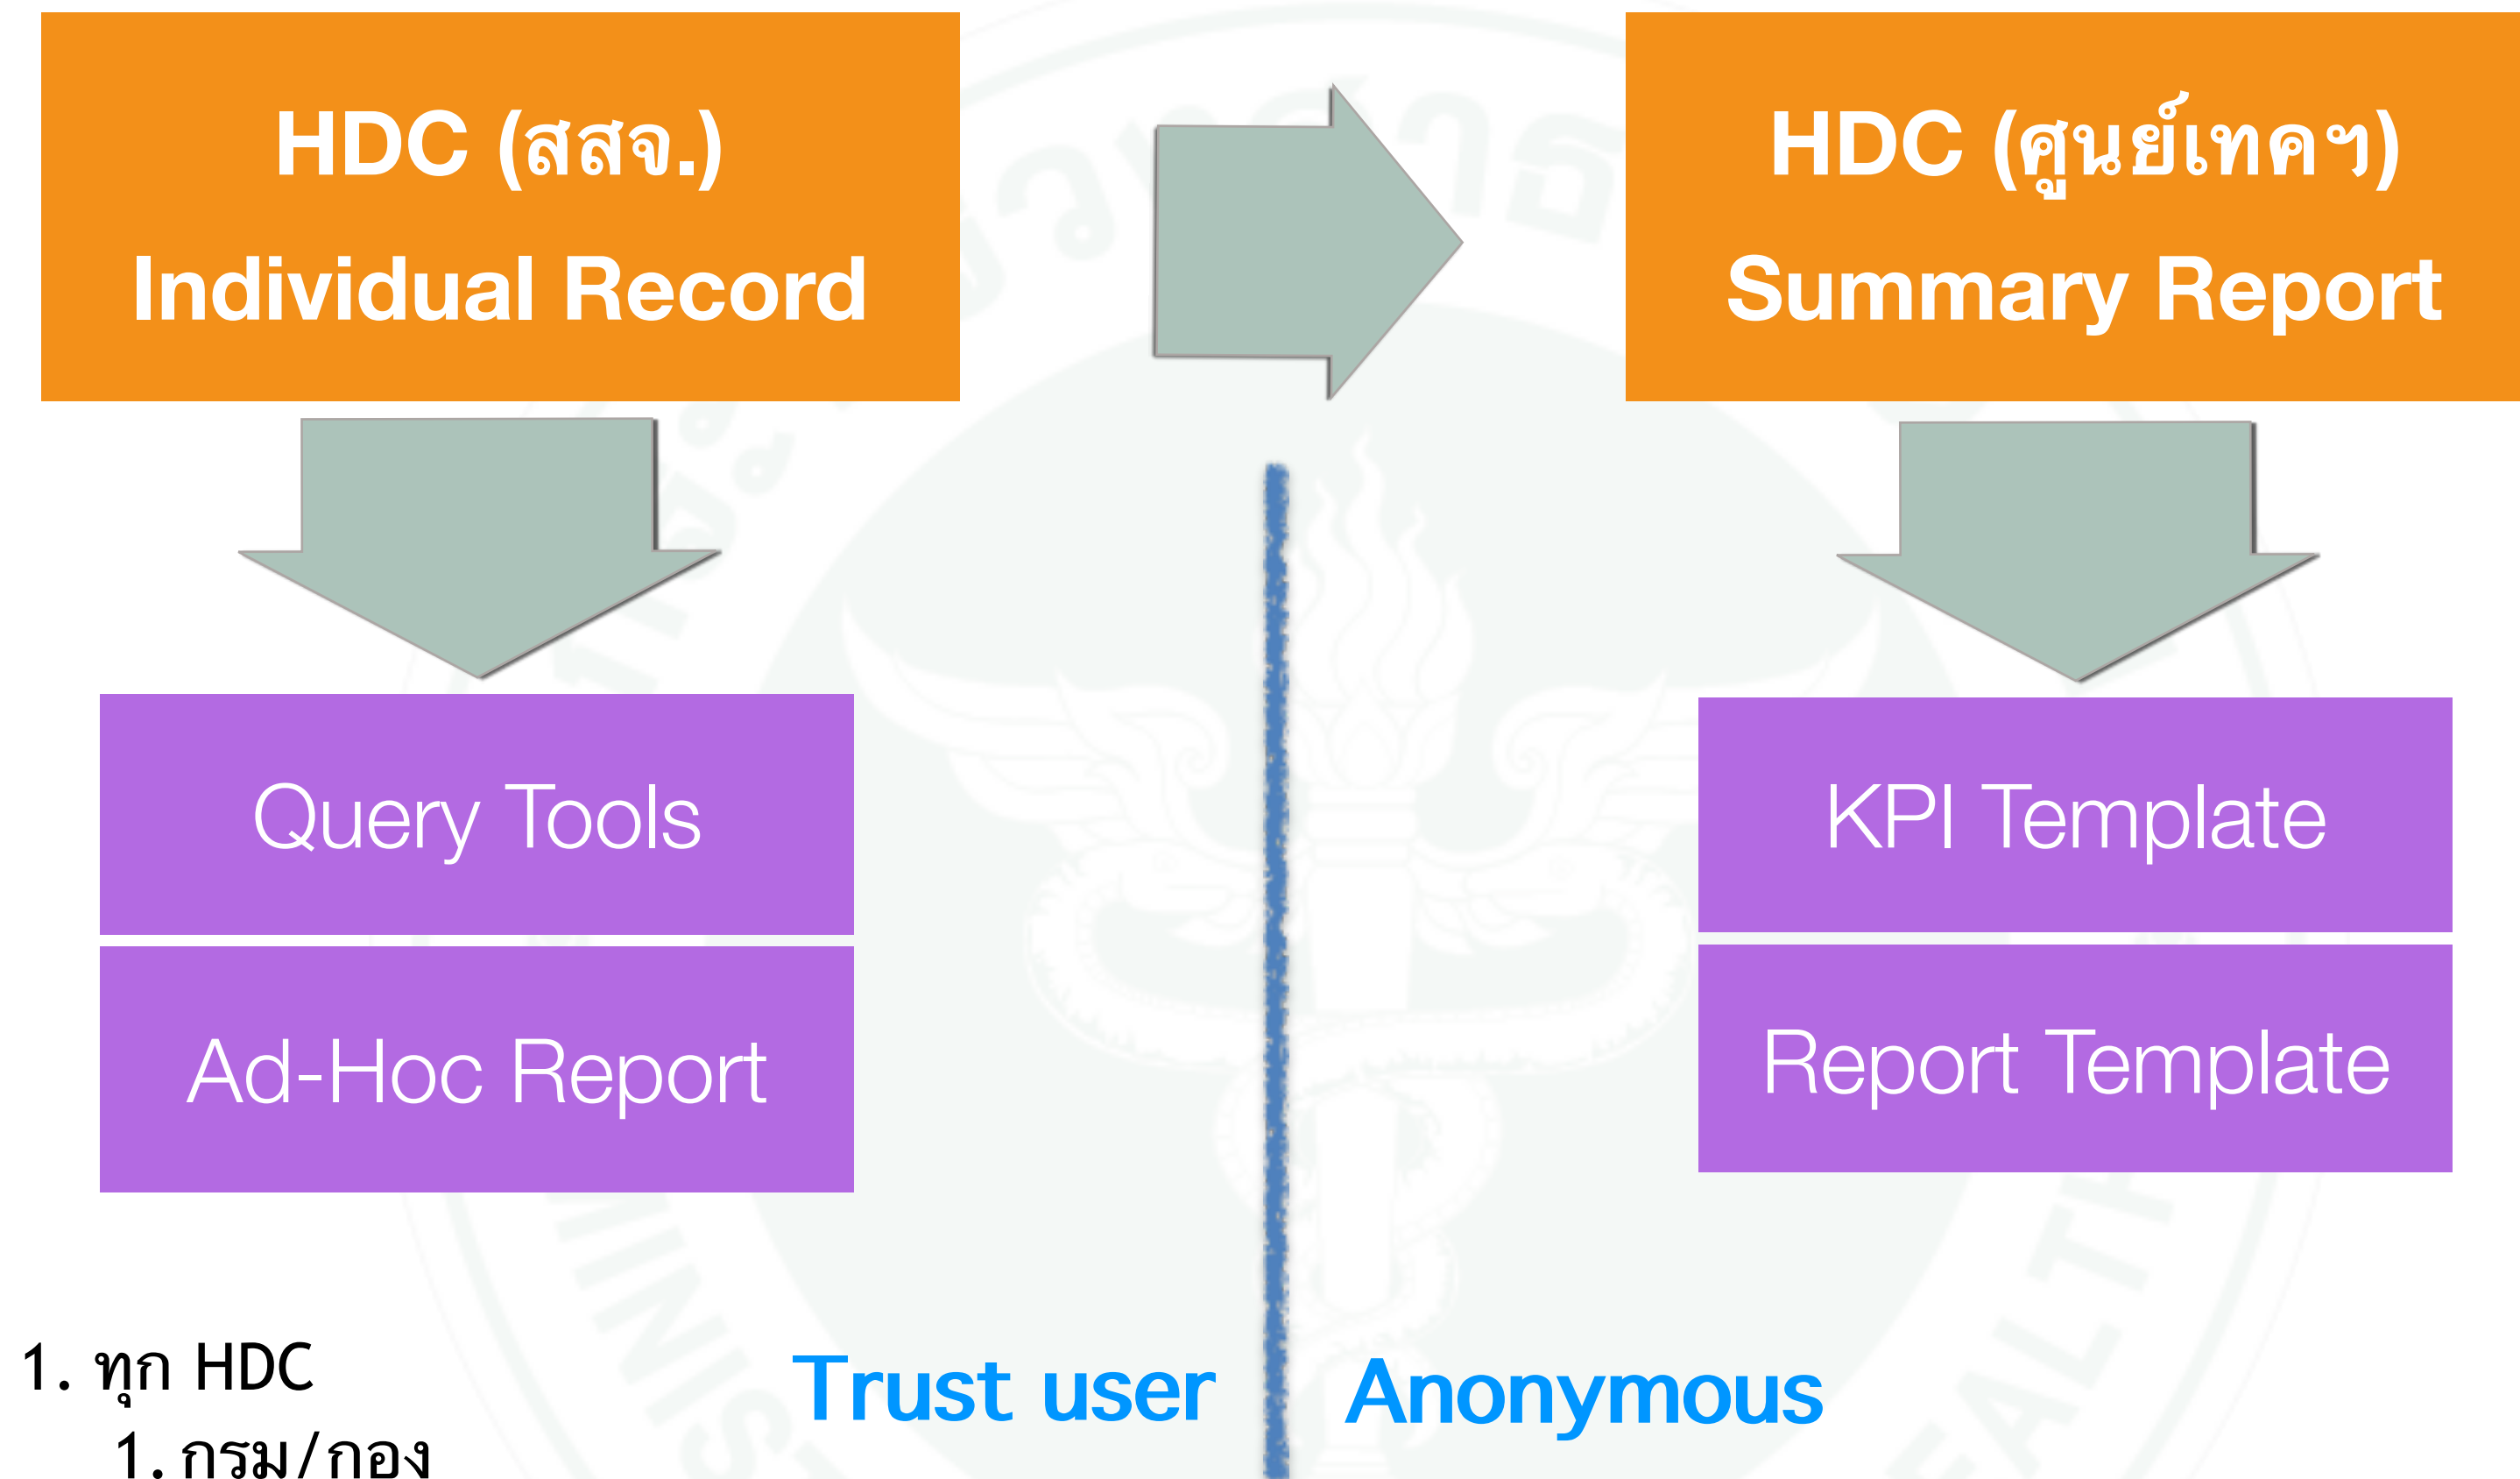 HDC (สสจ.)
Individual Record
HDC (ศูนย์เทคฯ)
Summary Report
Query Tools
Ad-Hoc Report
KPI Template
Report Template
Trust user
Anonymous
1. ทุก HDC
1. กรม/กอง